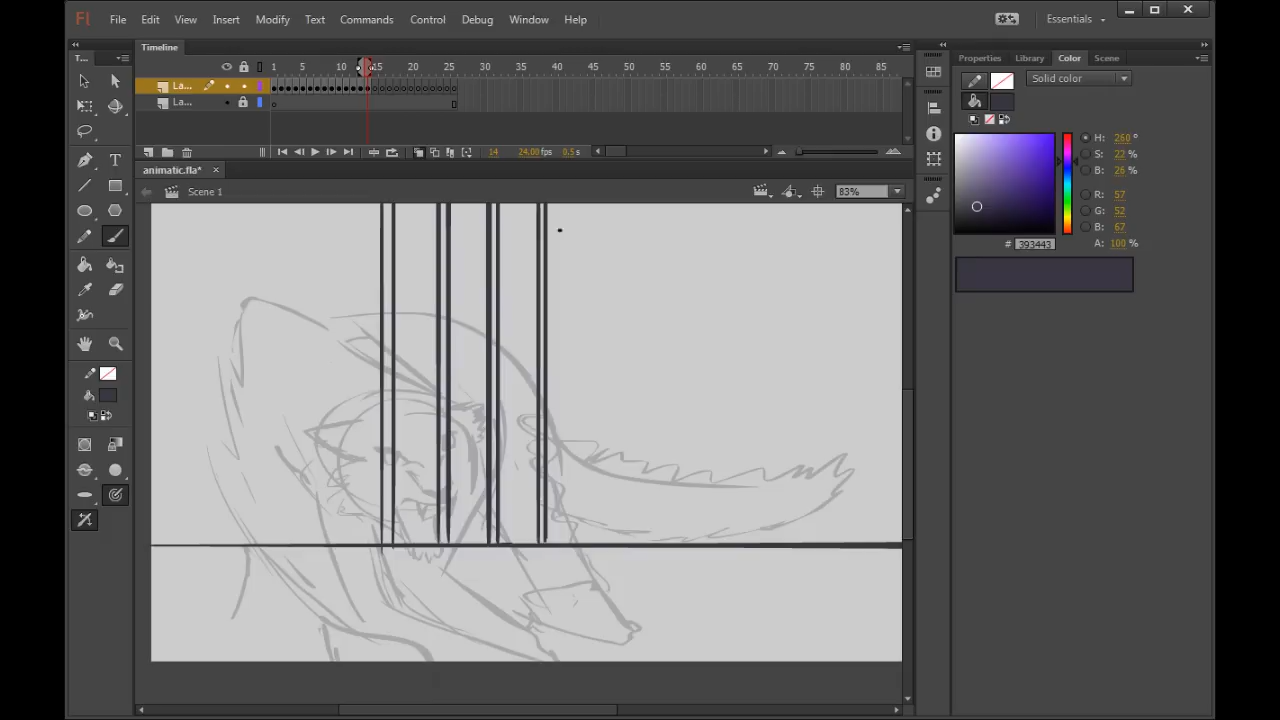 Fl File Edit View Insert Modify Text Commands Control Debug Window Help Essentials
T... Timeline
1 5 10 15 20 25 30 35 40 45 50 55 60 65 70 75 80 85
La...
La...
14 24.00 fps 0.5 s
animatic.fla*
Scene 1 83%
Properties Library Color Scene
Solid color
H: 260 °
S: 22 %
B: 26 %
R: 57
G: 52
B: 67
# 393443 A: 100 %